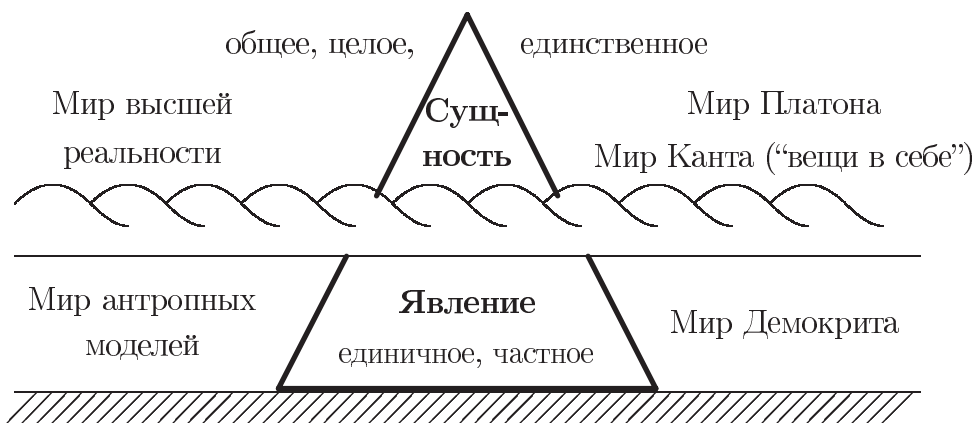 общее, целое,
единственное
Мир высшей
реальности
Сущ-
ность
Мир Платона
Мир Канта (“вещи в себе”)
Мир антропных
моделей
Явление
единичное, частное
Мир Демокрита